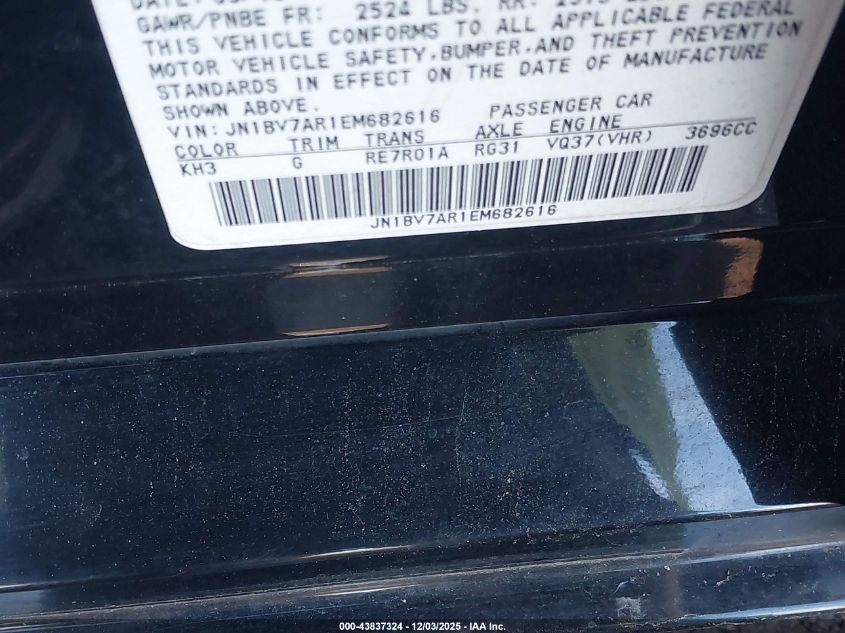 GAWR/PNBE FR: 2524 LBS. RR:
THIS VEHICLE CONFORMS TO ALL APPLICABLE FEDERAL
MOTOR VEHICLE SAFETY,BUMPER,AND THEFT PREVENTION
STANDARDS IN EFFECT ON THE DATE OF MANUFACTURE
SHOWN ABOVE.
VIN: JN1BV7AR1EM682616 PASSENGER CAR
COLOR TRIM TRANS AXLE ENGINE
KH3 G RE7R01A RG31 VQ37(VHR) 3696CC
JN1BV7AR1EM682616
000-43837324 - 12/03/2025 - IAA Inc.